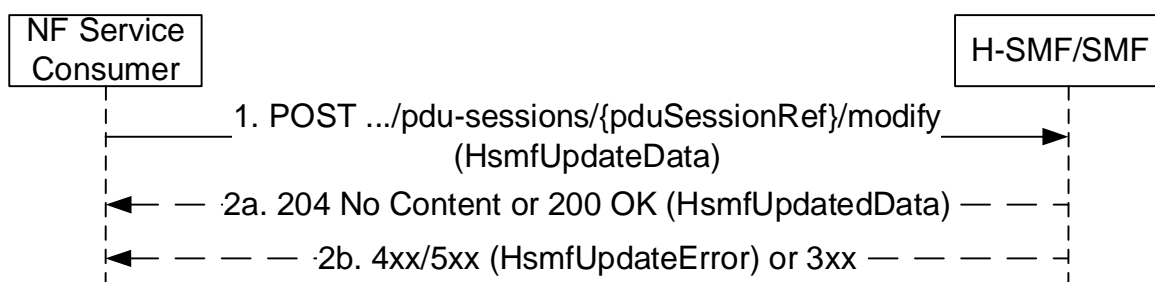 NF Service
Consumer
H-SMF/SMF
1. POST .../pdu-sessions/{pduSessionRef}/modify
(HsmfUpdateData)
2a. 204 No Content or 200 OK (HsmfUpdatedData)
2b. 4xx/5xx (HsmfUpdateError) or 3xx